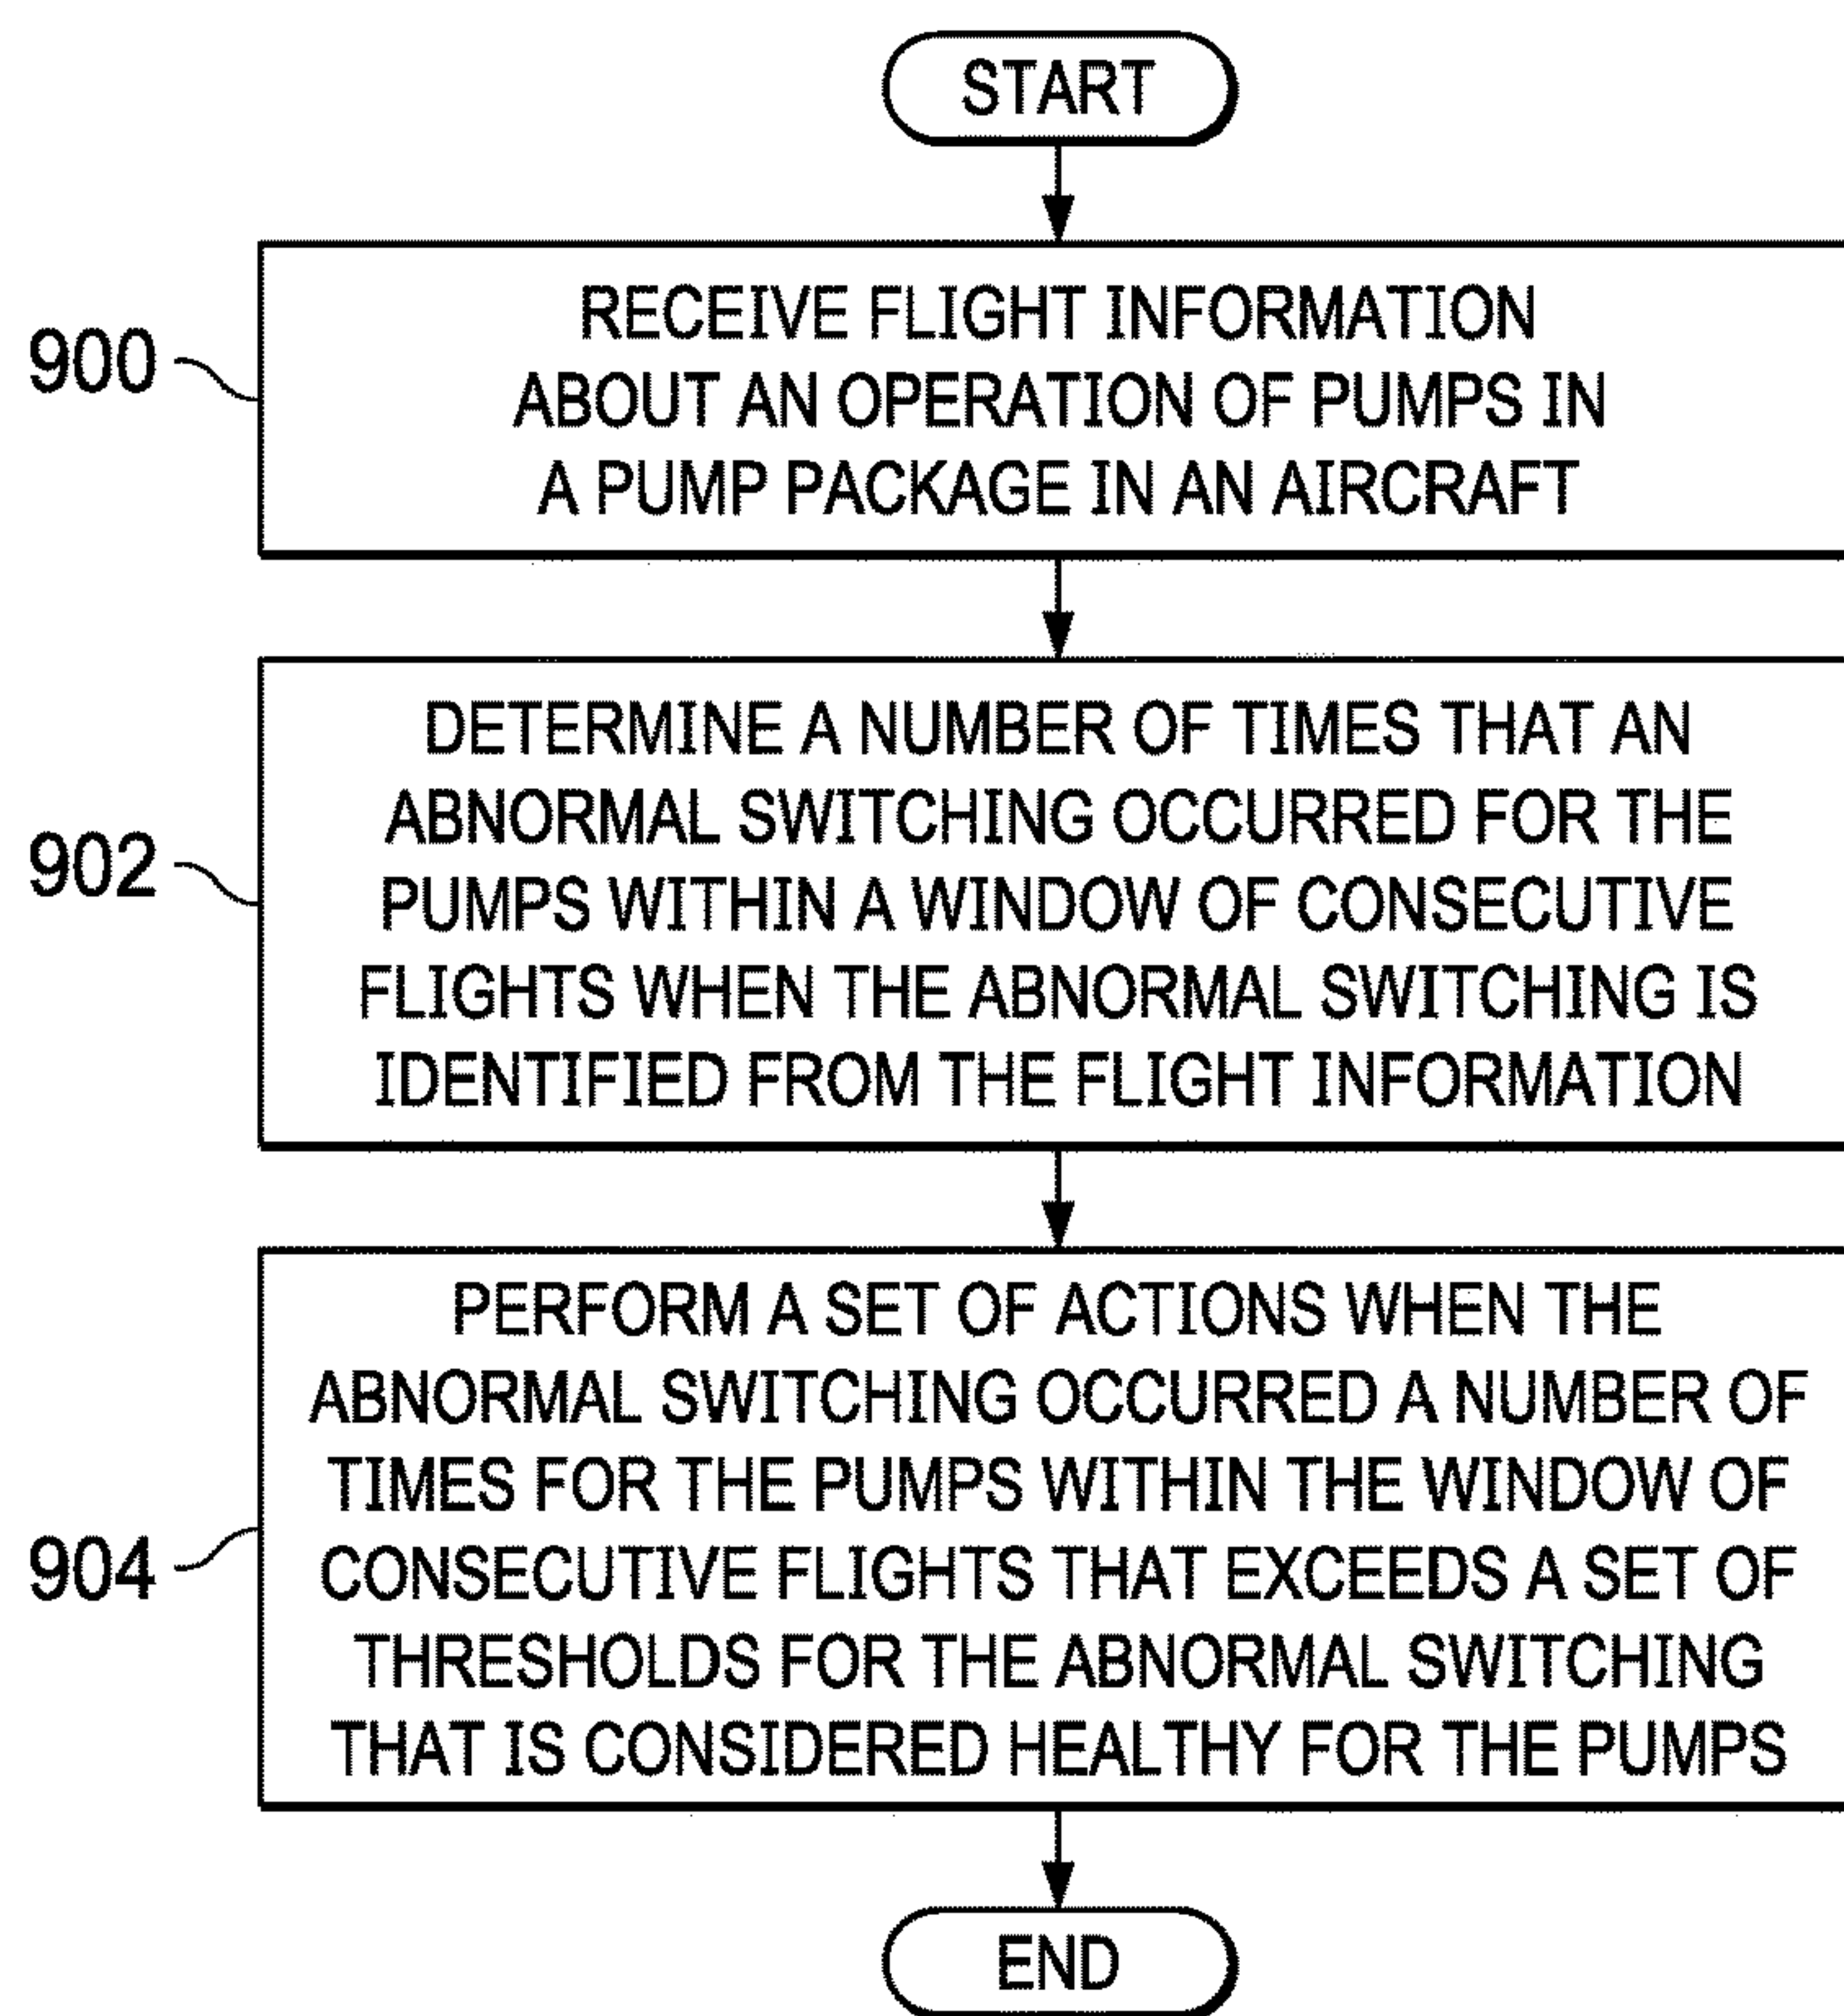 START
900
RECEIVE FLIGHT INFORMATION
ABOUT AN OPERATION OF PUMPS IN
A PUMP PACKAGE IN AN AIRCRAFT
902
DETERMINE A NUMBER OF TIMES THAT AN
ABNORMAL SWITCHING OCCURRED FOR THE
PUMPS WITHIN A WINDOW OF CONSECUTIVE
FLIGHTS WHEN THE ABNORMAL SWITCHING IS
IDENTIFIED FROM THE FLIGHT INFORMATION
904
PERFORM A SET OF ACTIONS WHEN THE
ABNORMAL SWITCHING OCCURRED A NUMBER OF
TIMES FOR THE PUMPS WITHIN THE WINDOW OF
CONSECUTIVE FLIGHTS THAT EXCEEDS A SET OF
THRESHOLDS FOR THE ABNORMAL SWITCHING
THAT IS CONSIDERED HEALTHY FOR THE PUMPS
END